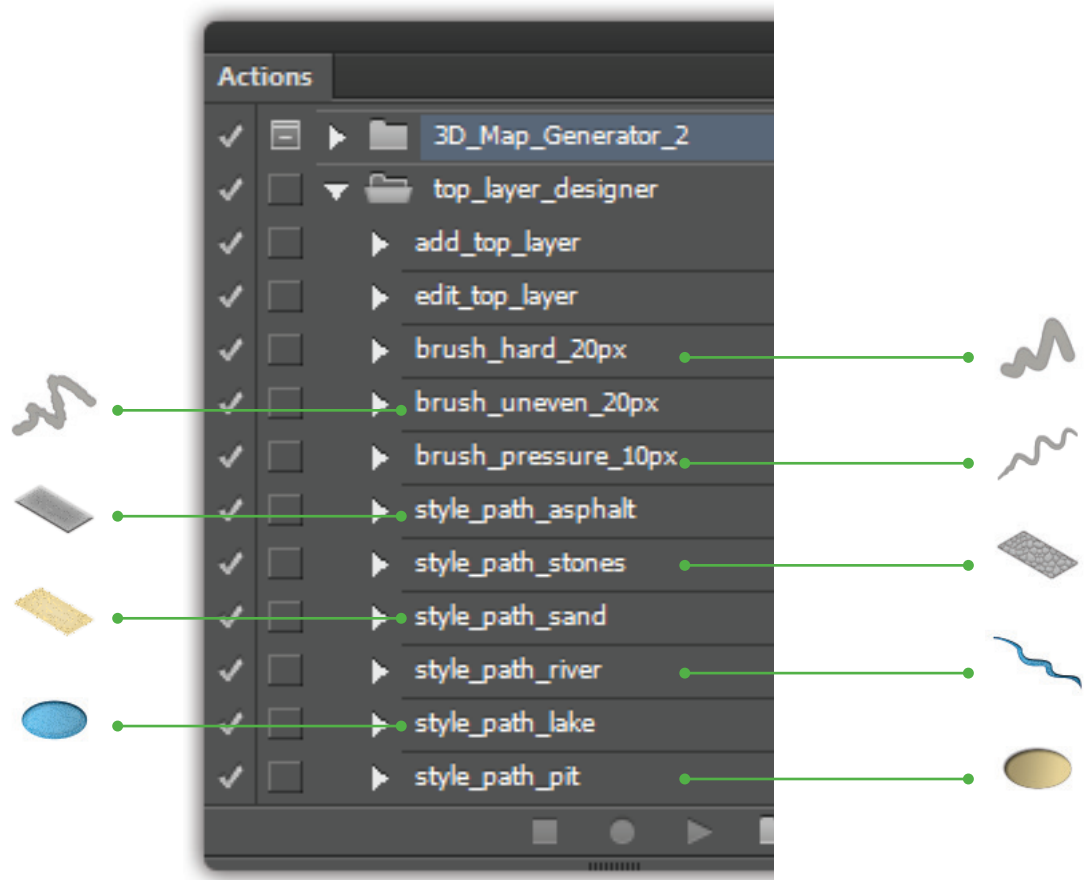 Actions
3D_Map_Generator_2
top_layer_designer
add_top_layer
edit_top_layer
brush_hard_20px
brush_uneven_20px
brush_pressure_10px
style_path_asphalt
style_path_stones
style_path_sand
style_path_river
style_path_lake
style_path_pit